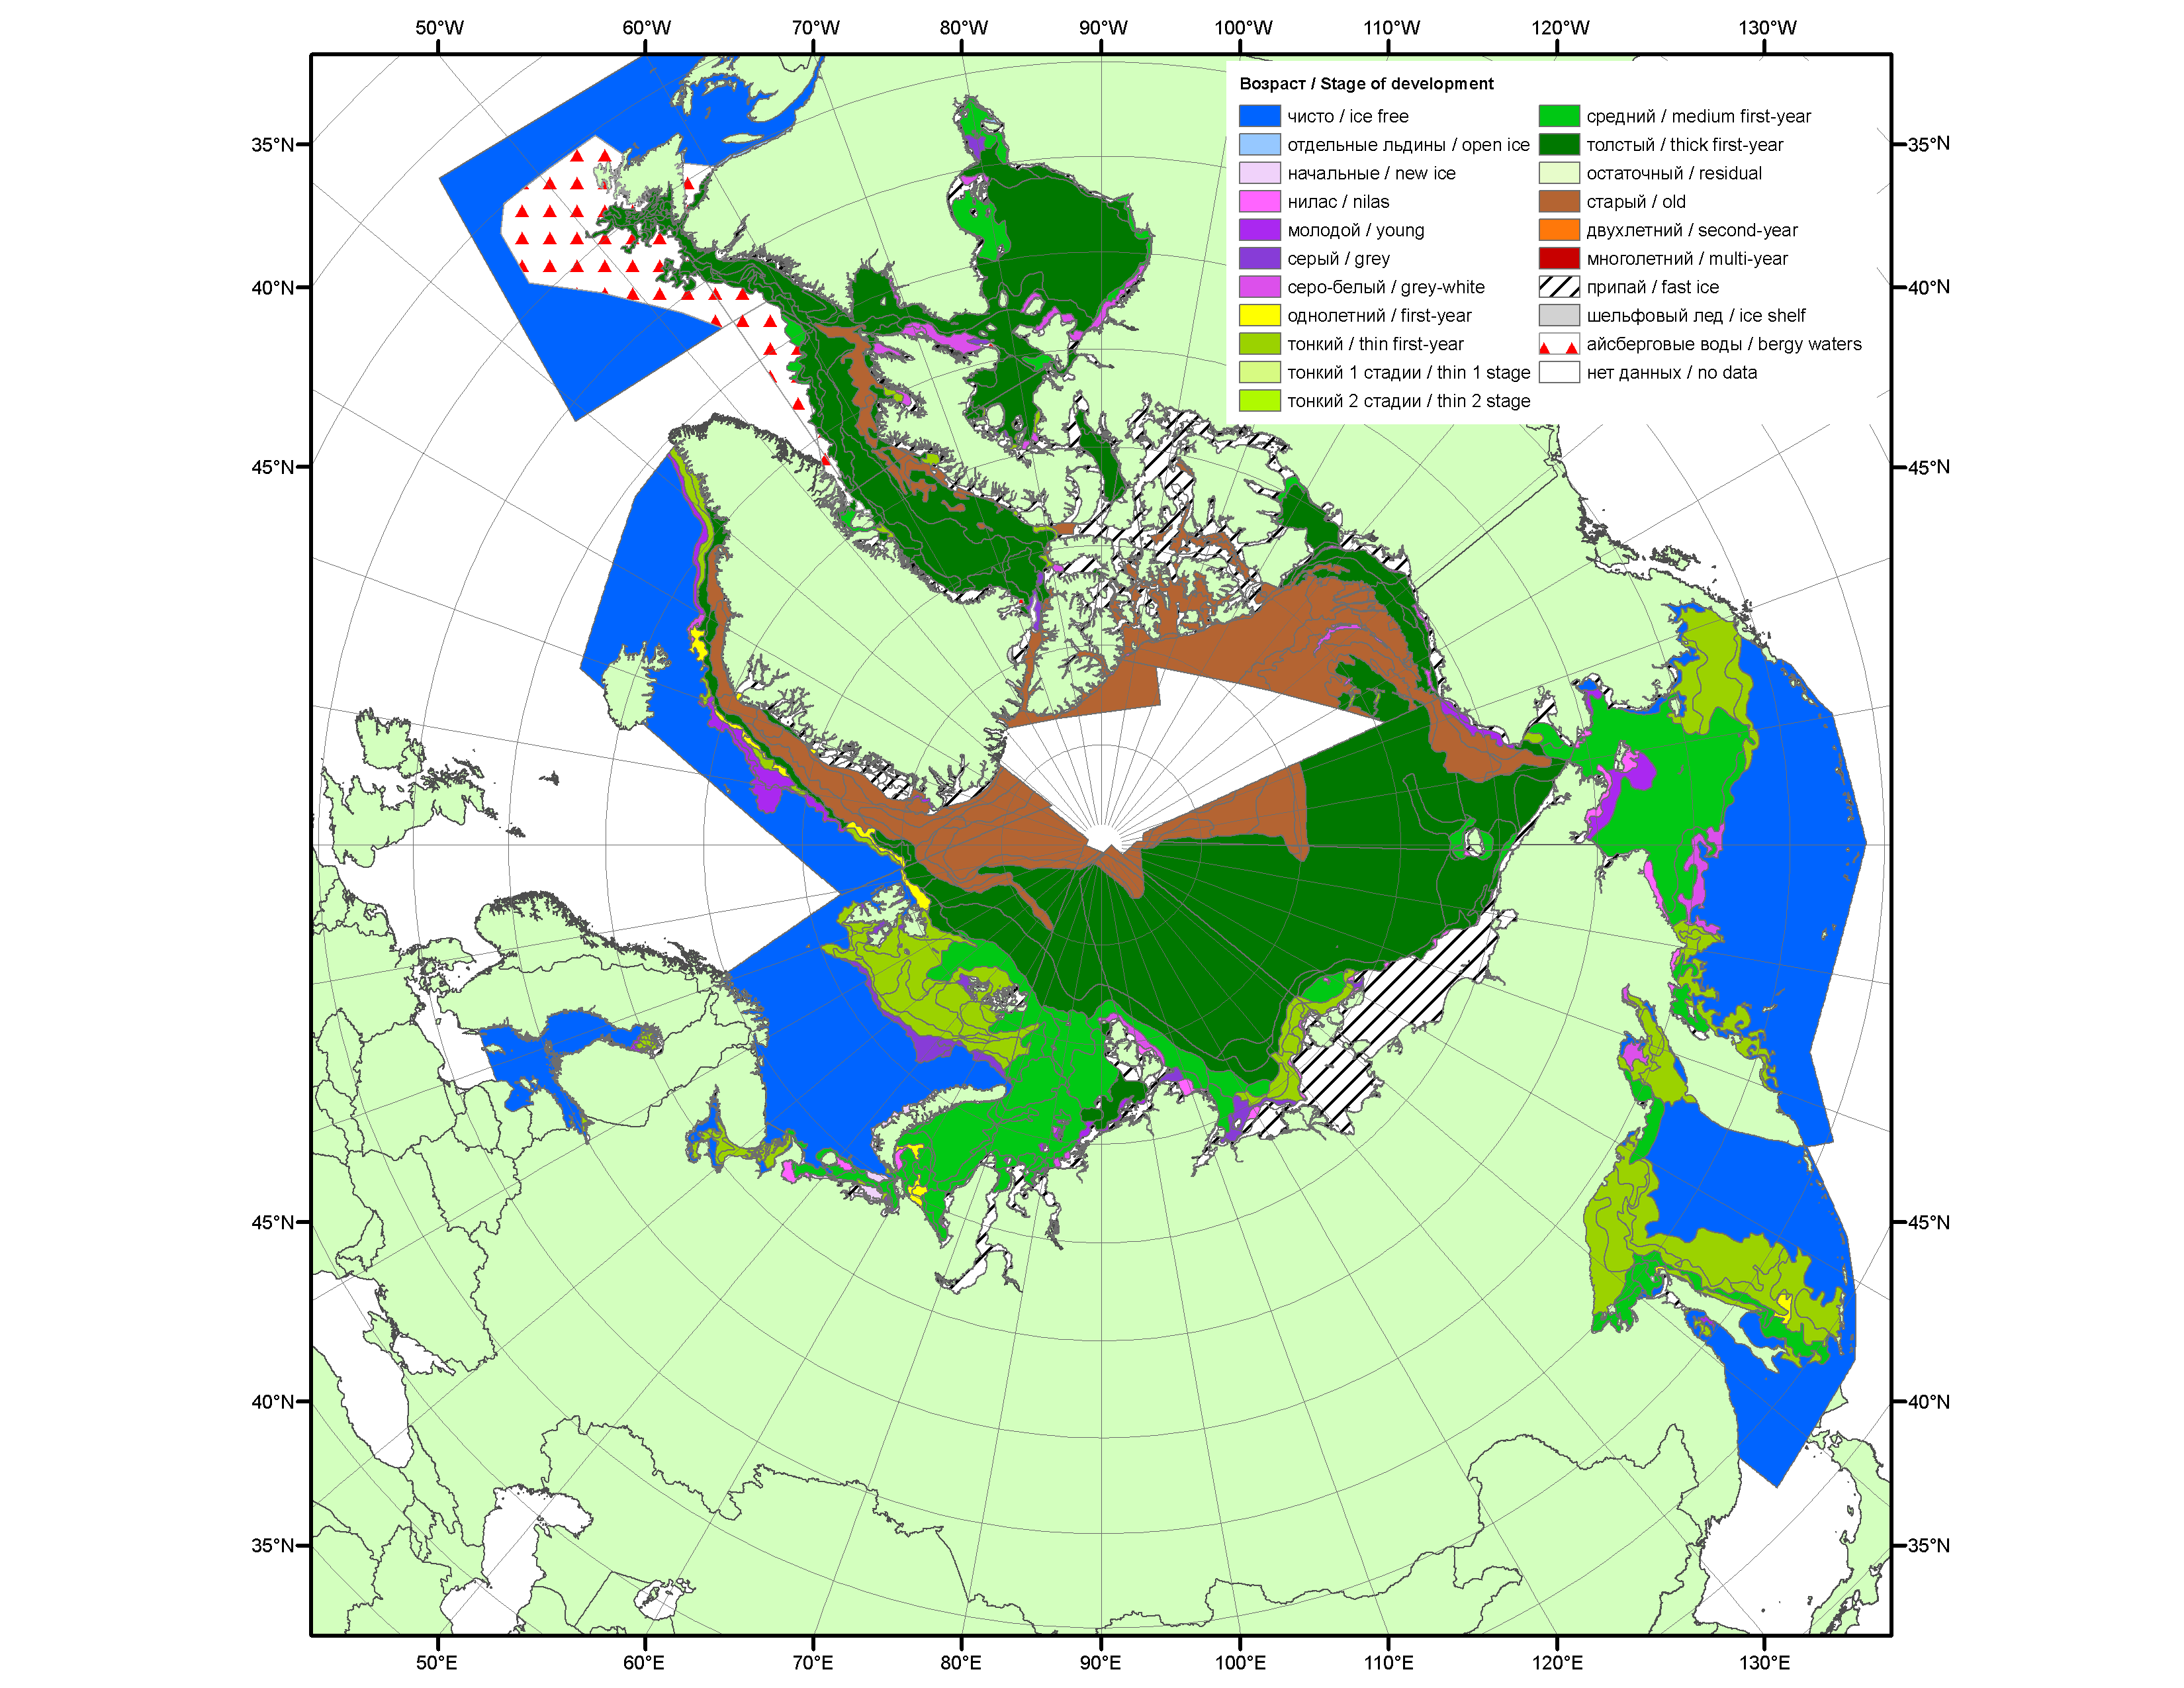 50°W 60°W 70°W 80°W 90°W 100°W 110°W 120°W 130°W
Возраст / Stage of development
чисто / ice free
отдельные льдины / open ice
начальные / new ice
нилас / nilas
молодой / young
серый / grey
серо-белый / grey-white
однолетний / first-year
тонкий / thin first-year
тонкий 1 стадии / thin 1 stage
тонкий 2 стадии / thin 2 stage
средний / medium first-year
толстый / thick first-year
остаточный / residual
старый / old
двухлетний / second-year
многолетний / multi-year
припай / fast ice
шельфовый лед / ice shelf
айсберговые воды / bergy waters
нет данных / no data
35°N 35°N
40°N 40°N
45°N 45°N
45°N 45°N
40°N 40°N
35°N 35°N
50°E 60°E 70°E 80°E 90°E 100°E 110°E 120°E 130°E